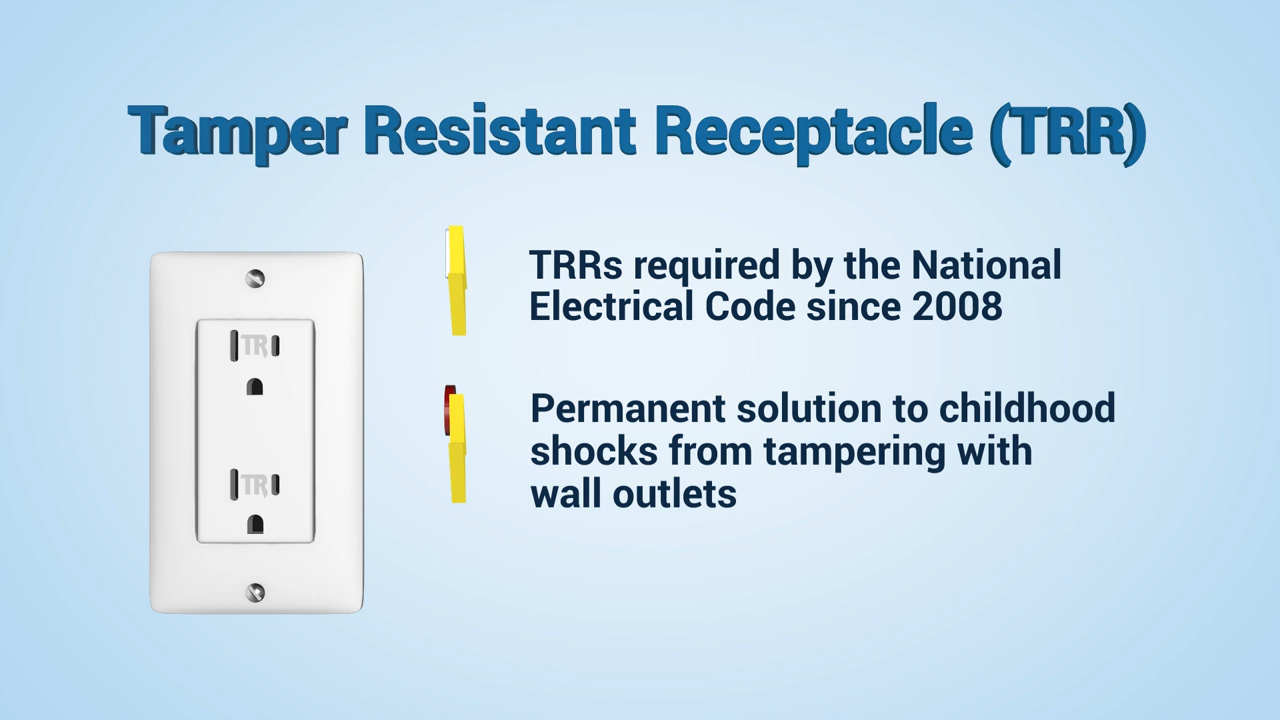 Tamper Resistant Receptacle (TRR)
TR
TR
TRRs required by the National
Electrical Code since 2008
Permanent solution to childhood
shocks from tampering with
wall outlets